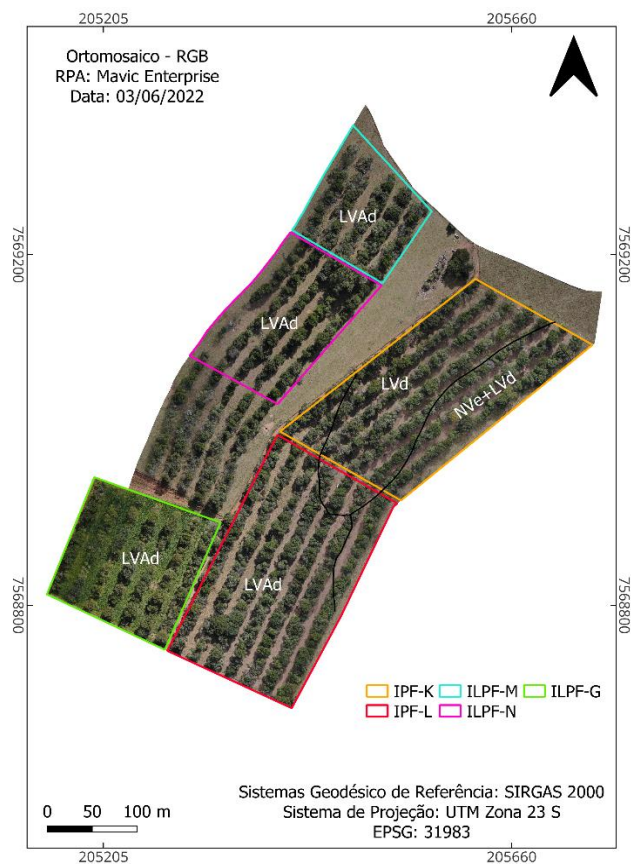 205205 205660
Ortomosaico - RGB
RPA: Mavic Enterprise
Data: 03/06/2022
7569200 7569200
LVAd
LVAd
LVd
NVe+LVd
LVAd
LVAd
7568800 7568800
IPF-K ILPF-M ILPF-G
IPF-L ILPF-N
Sistemas Geodésico de Referência: SIRGAS 2000
Sistema de Projeção: UTM Zona 23 S
EPSG: 31983
0 50 100 m
205205 205660